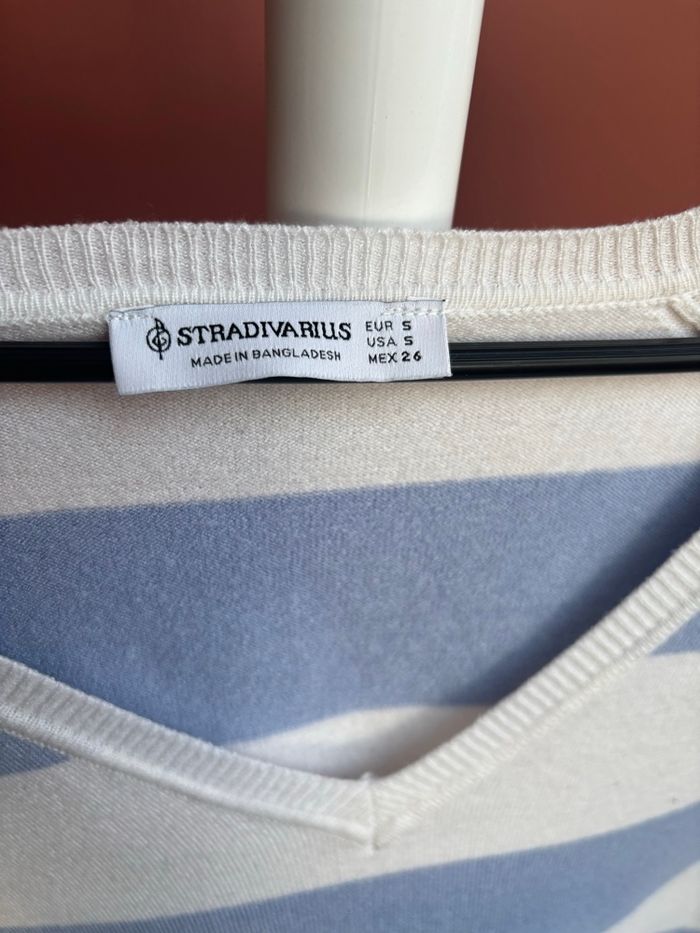 STRADIVARIUS
MADE IN BANGLADESH
EUR S
USA S
MEX 26